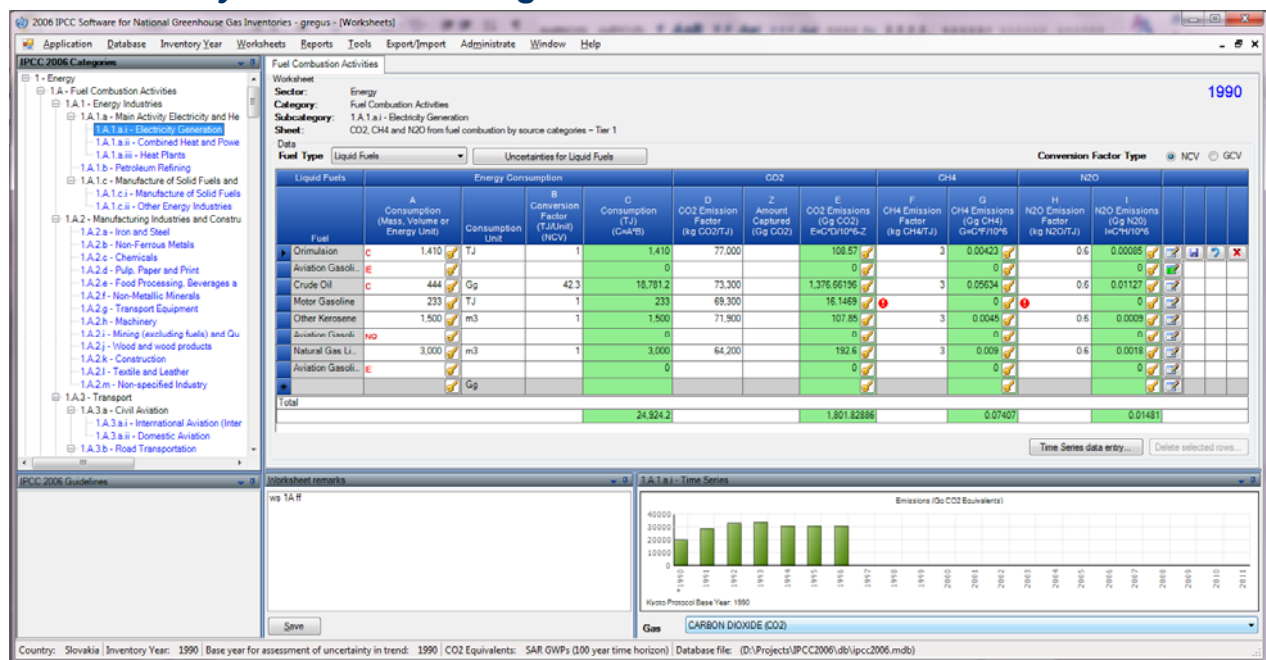 2006 IPCC Software for National Greenhouse Gas Inventories - gregus - [Worksheets]
Application Database Inventory Year Worksheets Reports Tools Export/Import Administrate Window Help
IPCC 2006 Categories
1 - Energy
1.A - Fuel Combustion Activities
1.A.1 - Energy Industries
1.A.1.a - Main Activity Electricity and He
1.A.1.a.i - Electricity Generation
1.A.1.a.ii - Combined Heat and Powe
1.A.1.a.iii - Heat Plants
1.A.1.b - Petroleum Refining
1.A.1.c - Manufacture of Solid Fuels and
1.A.1.c.i - Manufacture of Solid Fuels
1.A.1.c.ii - Other Energy Industries
1.A.2 - Manufacturing Industries and Constru
1.A.2.a - Iron and Steel
1.A.2.b - Non-Ferrous Metals
1.A.2.c - Chemicals
1.A.2.d - Pulp, Paper and Print
1.A.2.e - Food Processing, Beverages a
1.A.2.f - Non-Metallic Minerals
1.A.2.g - Transport Equipment
1.A.2.h - Machinery
1.A.2.i - Mining (excluding fuels) and Qu
1.A.2.j - Wood and wood products
1.A.2.k - Construction
1.A.2.l - Textile and Leather
1.A.2.m - Non-specified Industry
1.A.3 - Transport
1.A.3.a - Civil Aviation
1.A.3.a.i - International Aviation (Inter
1.A.3.a.ii - Domestic Aviation
1.A.3.b - Road Transportation
IPCC 2006 Guidelines
Fuel Combustion Activities
Worksheet
Sector: Energy
1990
Category: Fuel Combustion Activities
Subcategory: 1.A.1.a.i - Electricity Generation
Sheet: CO2, CH4 and N2O from fuel combustion by source categories – Tier 1
Data
Fuel Type Liquid Fuels Uncertainties for Liquid Fuels Conversion Factor Type NCV GCV
Liquid Fuels Energy Consumption CO2 CH4 N2O
Fuel
A Consumption (Mass, Volume or Energy Unit)
Consumption Unit
B Conversion Factor (TJ/Unit) (NCV)
C Consumption (TJ) (C=A*B)
D CO2 Emission Factor (kg CO2/TJ)
Z Amount Captured (Gg CO2)
E CO2 Emissions (Gg CO2) E=C*D/10^6-Z
F CH4 Emission Factor (kg CH4/TJ)
G CH4 Emissions (Gg CH4) G=C*F/10^6
H N2O Emission Factor (kg N2O/TJ)
I N2O Emissions (Gg N2O) I=C*H/10^6
Orimulsion C 1,410 TJ 1 1,410 77,000 108.57 3 0.00423 0.6 0.00085
Aviation Gasoli.. E 0 0 0 0
Crude Oil C 444 Gg 42.3 18,781.2 73,300 1,376.66196 3 0.05634 0.6 0.01127
Motor Gasoline 233 TJ 1 233 69,300 16.1469 0 0
Other Kerosene 1,500 m3 1 1,500 71,900 107.85 3 0.0045 0.6 0.0009
Aviation Gasoli.. NO 0 0 0 0
Natural Gas Li.. 3,000 m3 1 3,000 64,200 192.6 3 0.009 0.6 0.0018
Aviation Gasoli.. E 0 0 0 0
Gg
Total
24,924.2 1,801.82886 0.07407 0.01481
Time Series data entry... Delete selected rows...
Worksheet remarks
ws 1A ff
Save
1.A.1.a.i - Time Series
Emissions (Gg CO2 Equivalents)
40000
30000
20000
10000
0
*1990 1991 1992 1993 1994 1995 1996 1997 1998 1999 2000 2001 2002 2003 2004 2005 2006 2007 2008 2009 2010 2011
Kyoto Protocol Base Year: 1990
Gas CARBON DIOXIDE (CO2)
Country: Slovakia Inventory Year: 1990 Base year for assessment of uncertainty in trend: 1990 CO2 Equivalents: SAR GWPs (100 year time horizon) Database file: (D:\Projects\IPCC2006\db\ipcc2006.mdb)